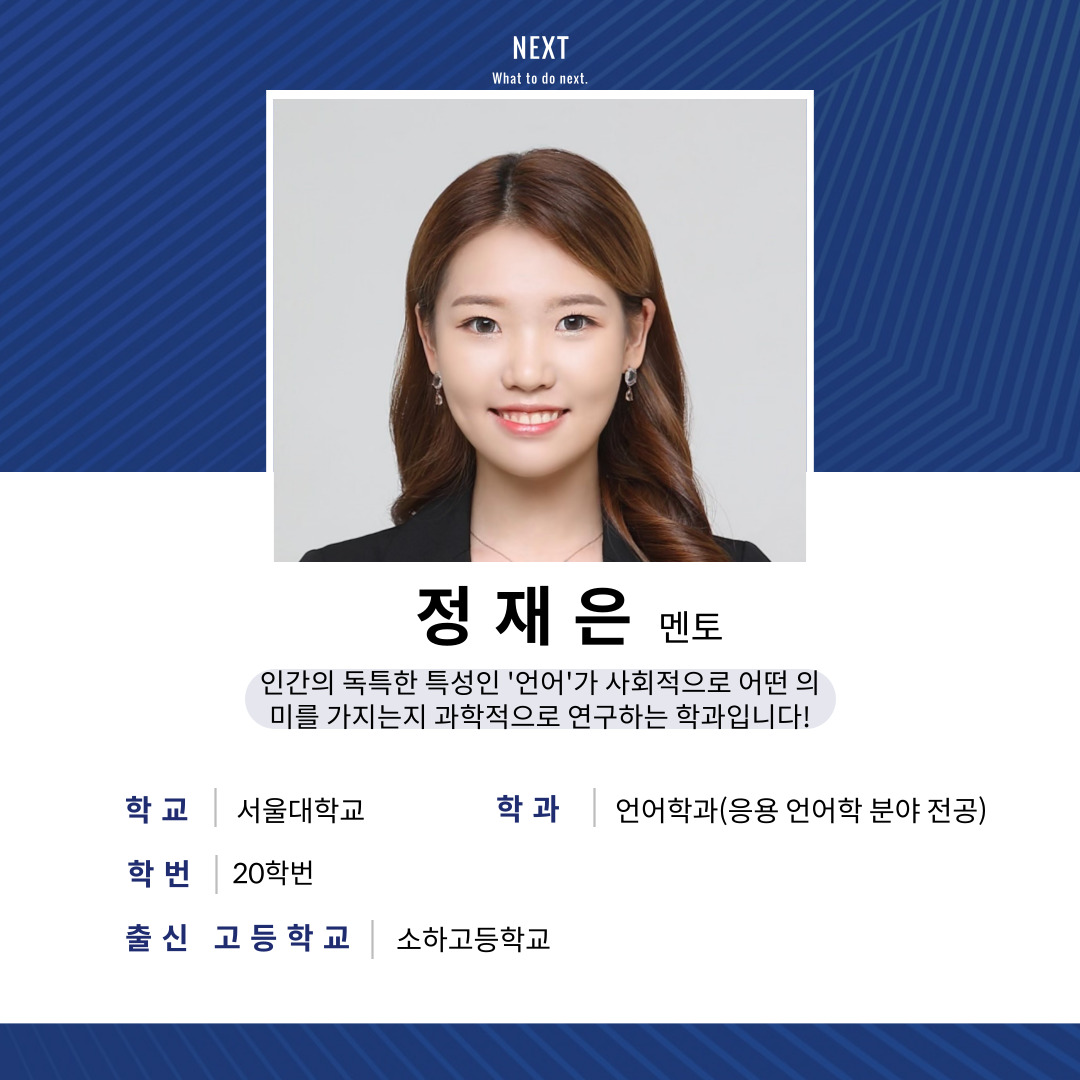 NEXT
What to do next.
정재은 멘토
인간의 독특한 특성인 '언어'가 사회적으로 어떤 의
미를 가지는지 과학적으로 연구하는 학과입니다!
학교 서울대학교 학과 언어학과(응용 언어학 분야 전공)
학번 20학번
출신 고등학교 소하고등학교